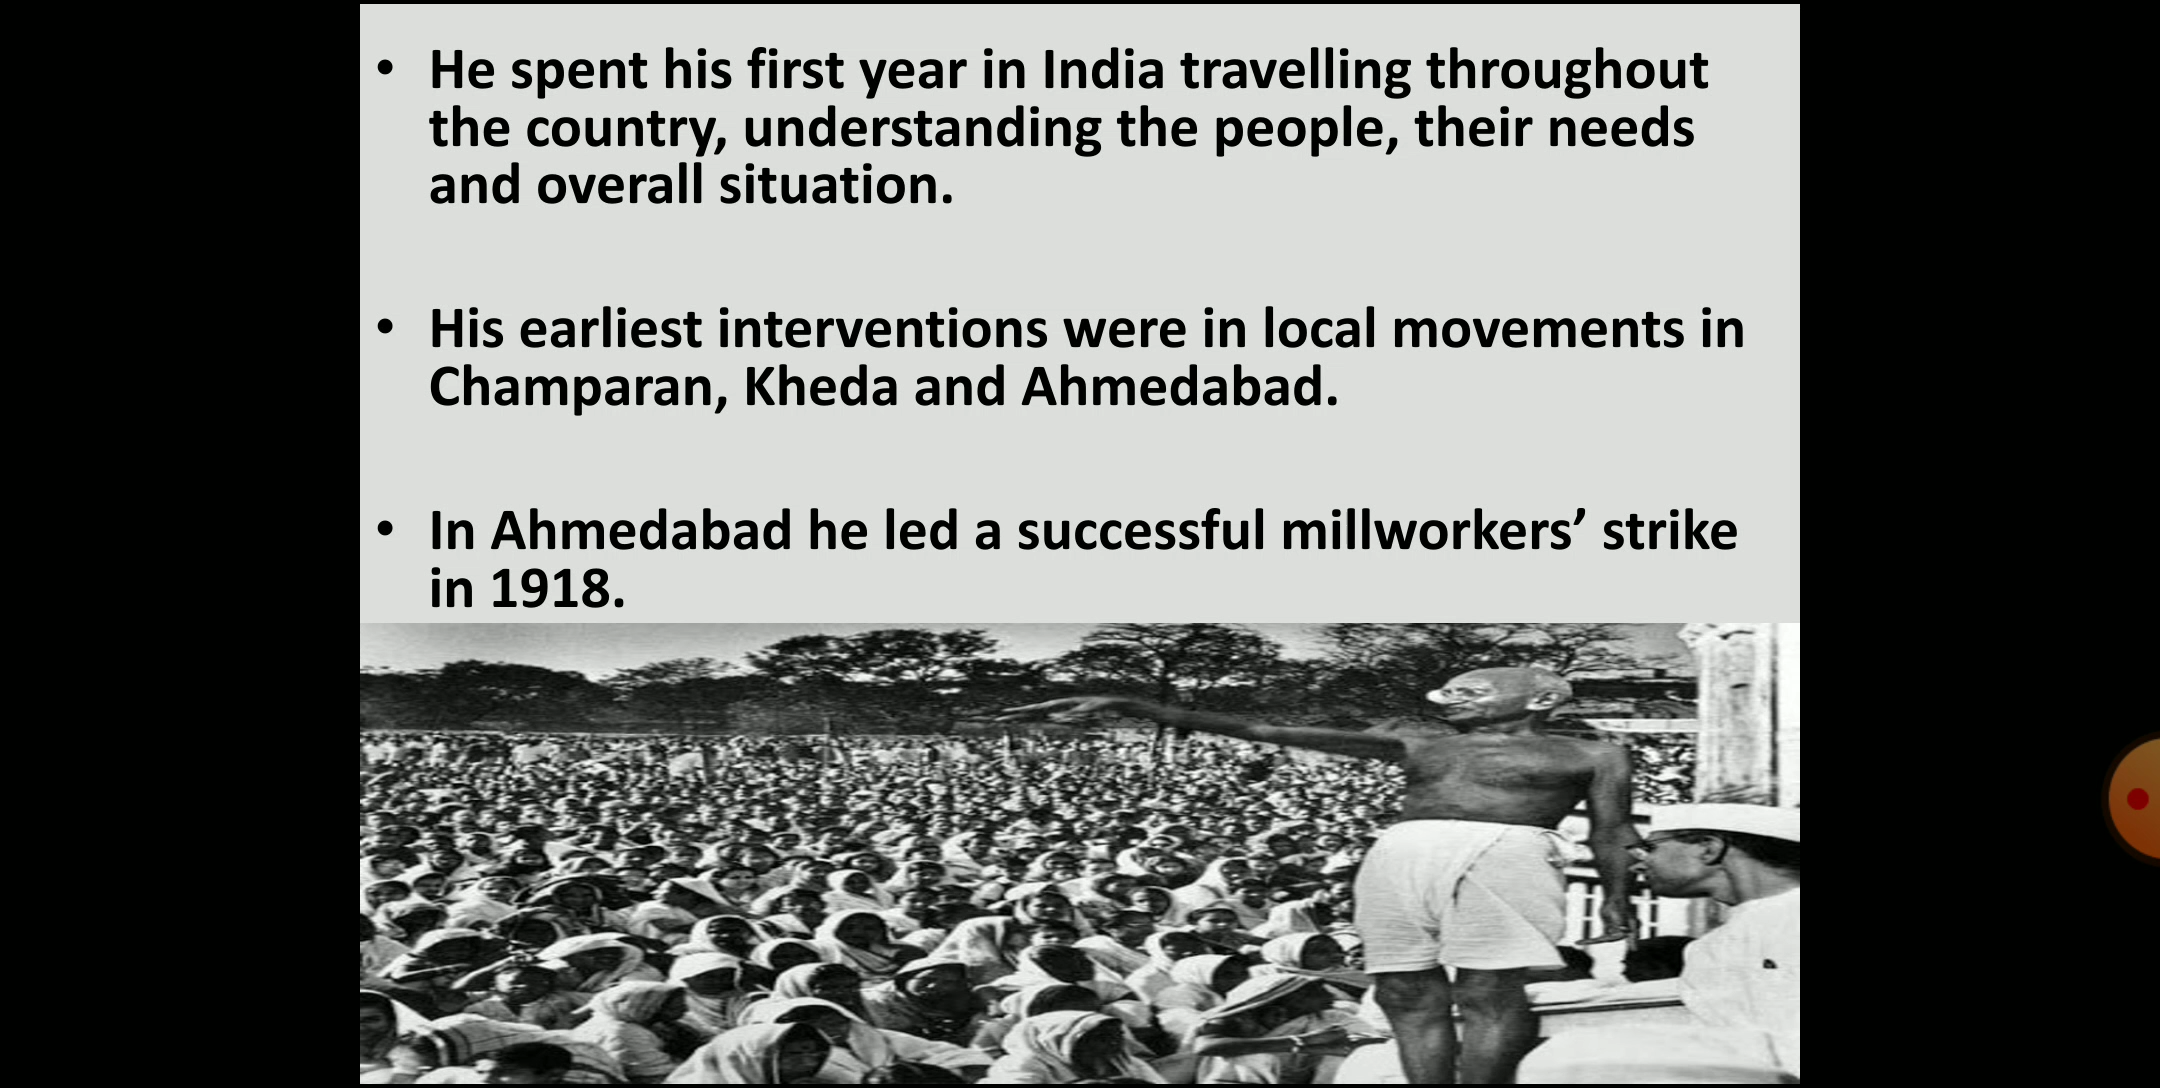 • He spent his first year in India travelling throughout
the country, understanding the people, their needs
and overall situation.
• His earliest interventions were in local movements in
Champaran, Kheda and Ahmedabad.
• In Ahmedabad he led a successful millworkers’ strike
in 1918.